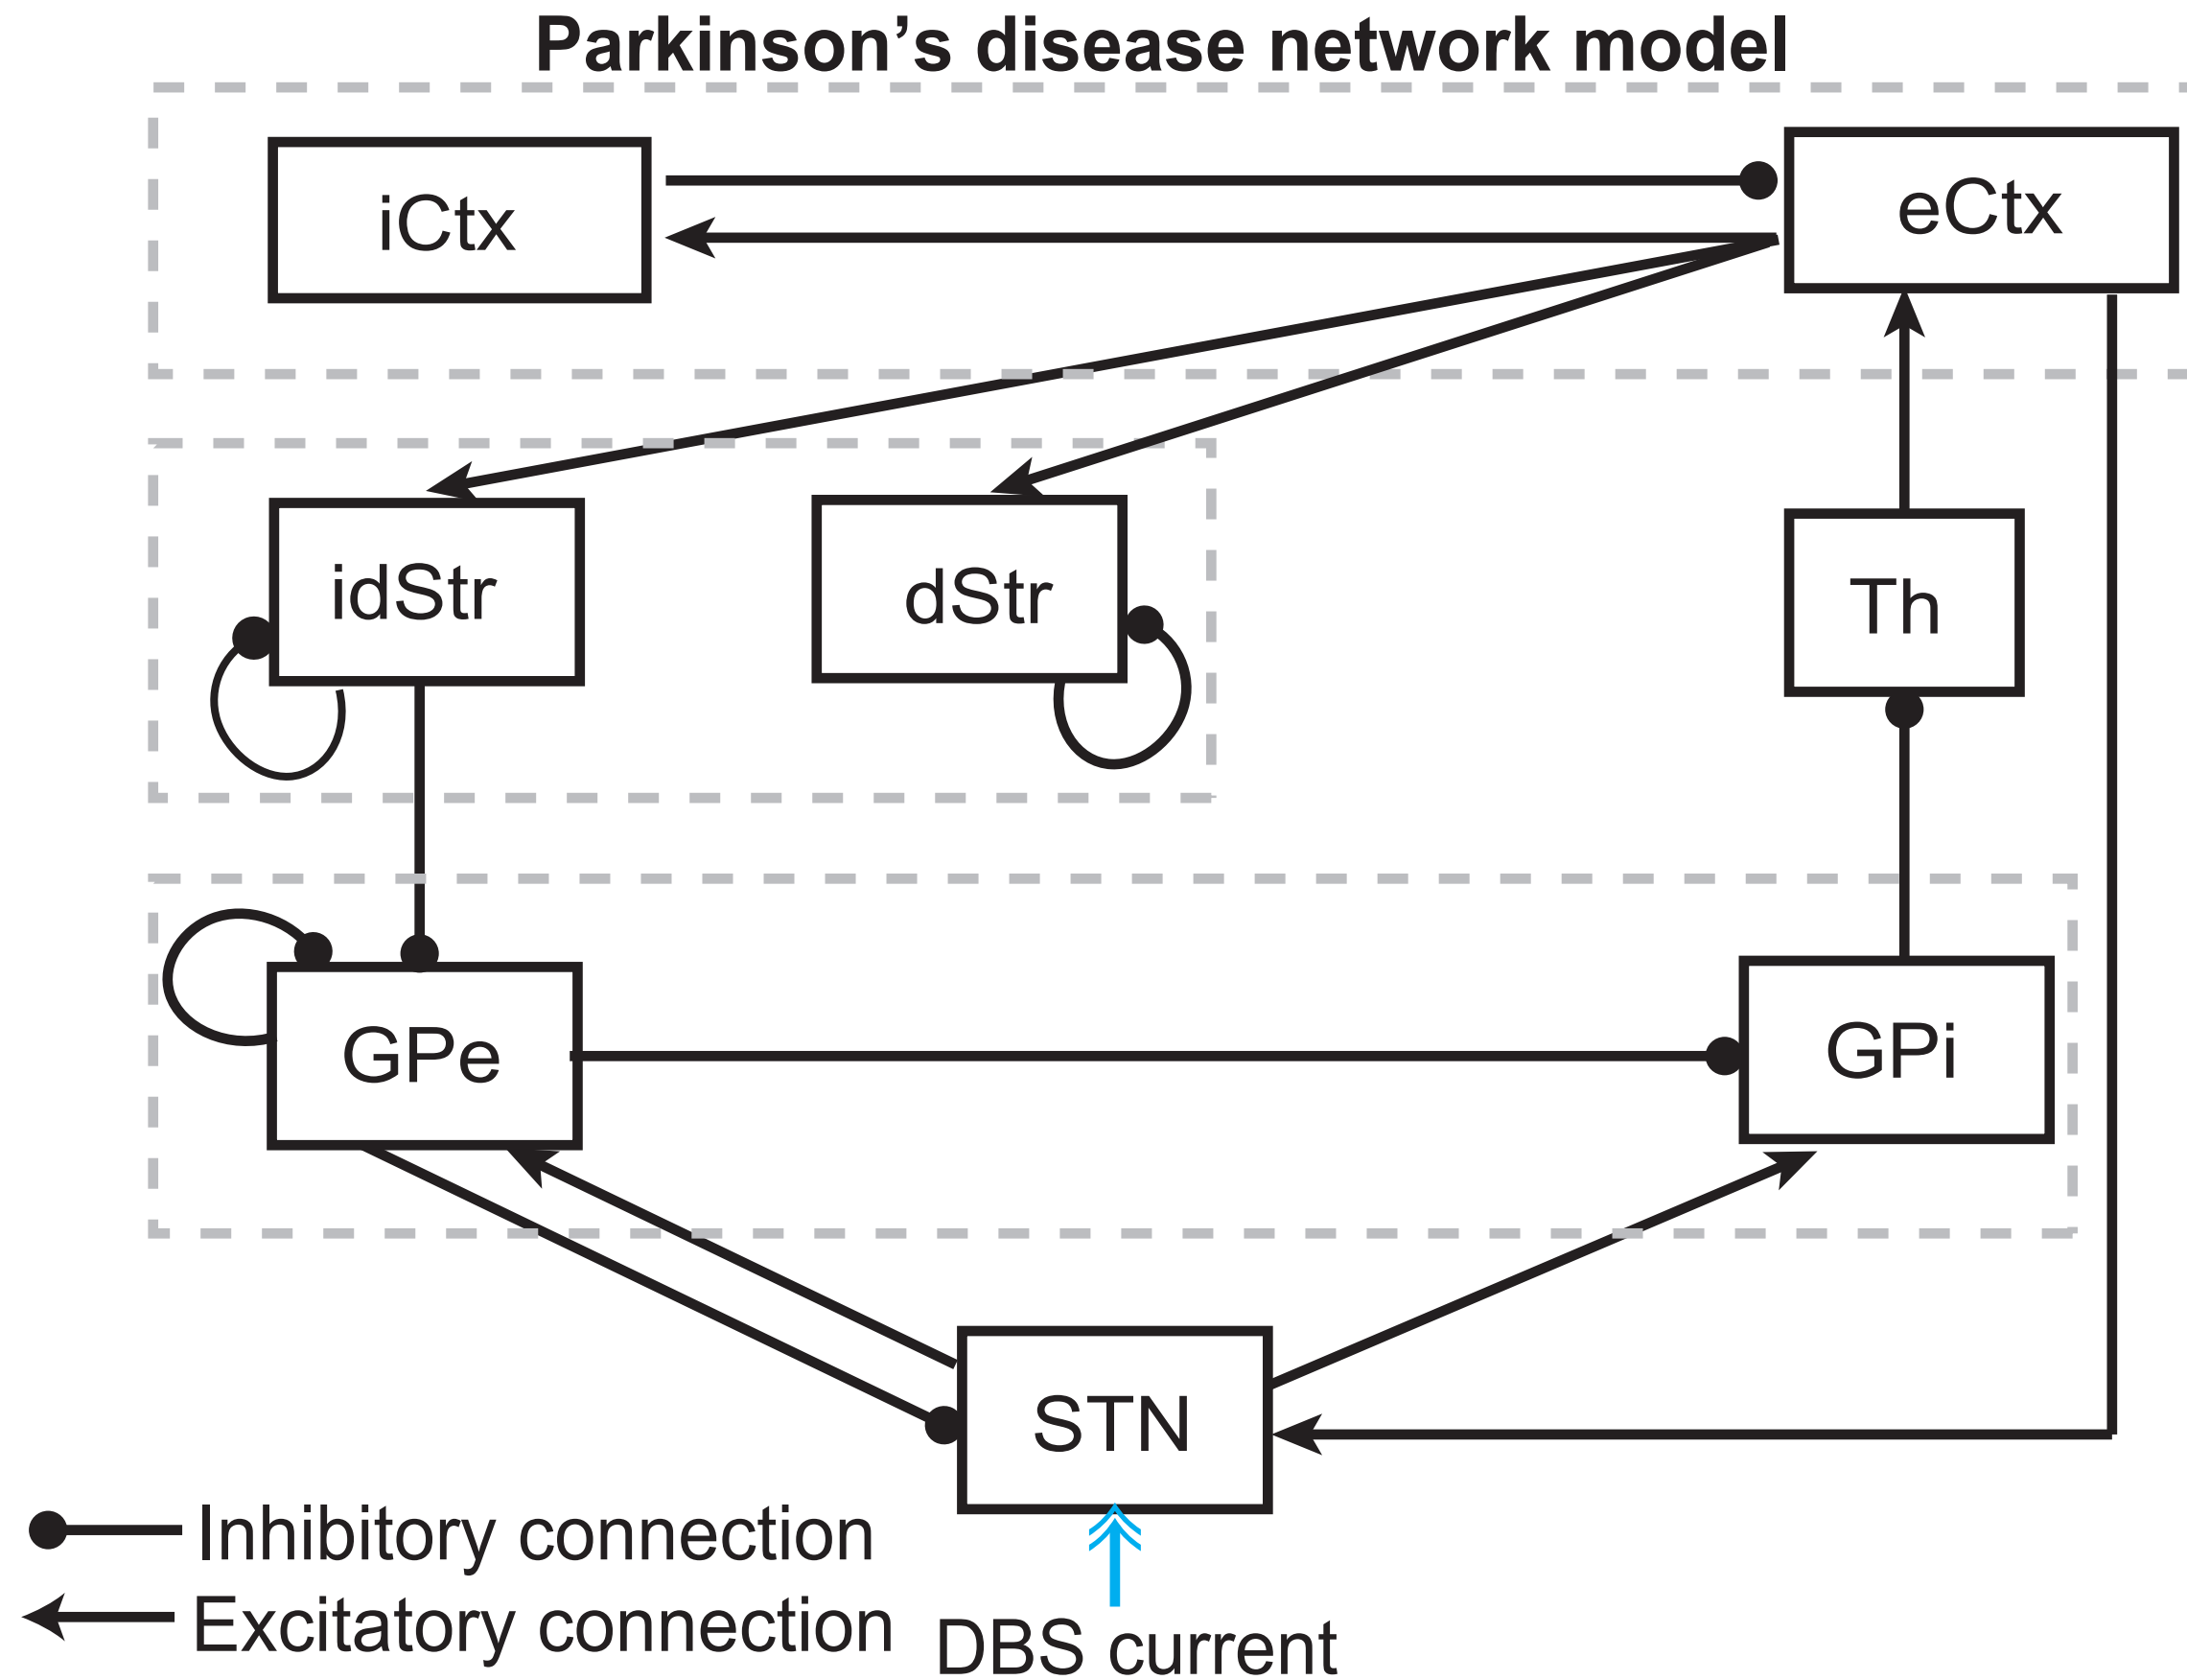 Parkinson’s disease network model
iCtx
eCtx
idStr
dStr
Th
GPe
GPi
STN
Inhibitory connection
Excitatory connection
DBS current